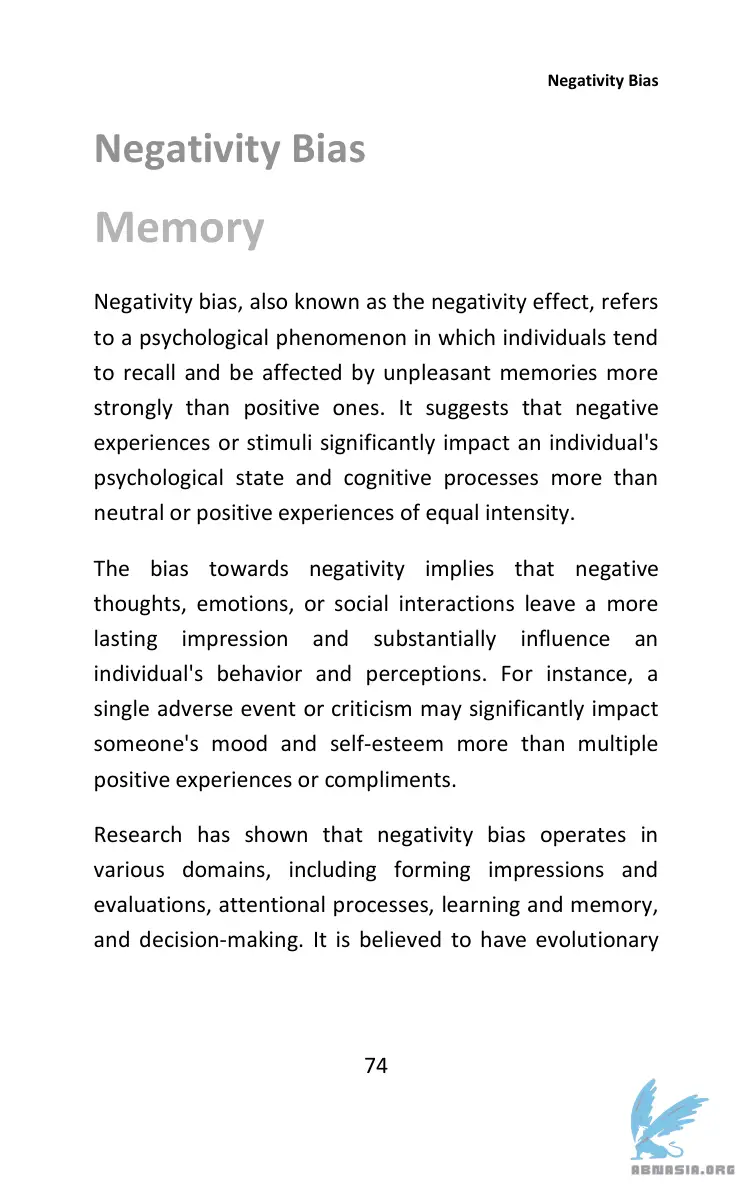 Negativity Bias
Negativity Bias
Memory
Negativity bias, also known as the negativity effect, refers
to a psychological phenomenon in which individuals tend
to recall and be affected by unpleasant memories more
strongly than positive ones. It suggests that negative
experiences or stimuli significantly impact an individual's
psychological state and cognitive processes more than
neutral or positive experiences of equal intensity.
The bias towards negativity implies that negative
thoughts, emotions, or social interactions leave a more
lasting impression and substantially influence an
individual's behavior and perceptions. For instance, a
single adverse event or criticism may significantly impact
someone's mood and self-esteem more than multiple
positive experiences or compliments.
Research has shown that negativity bias operates in
various domains, including forming impressions and
evaluations, attentional processes, learning and memory,
and decision-making. It is believed to have evolutionary
74
ABNASIA.ORG